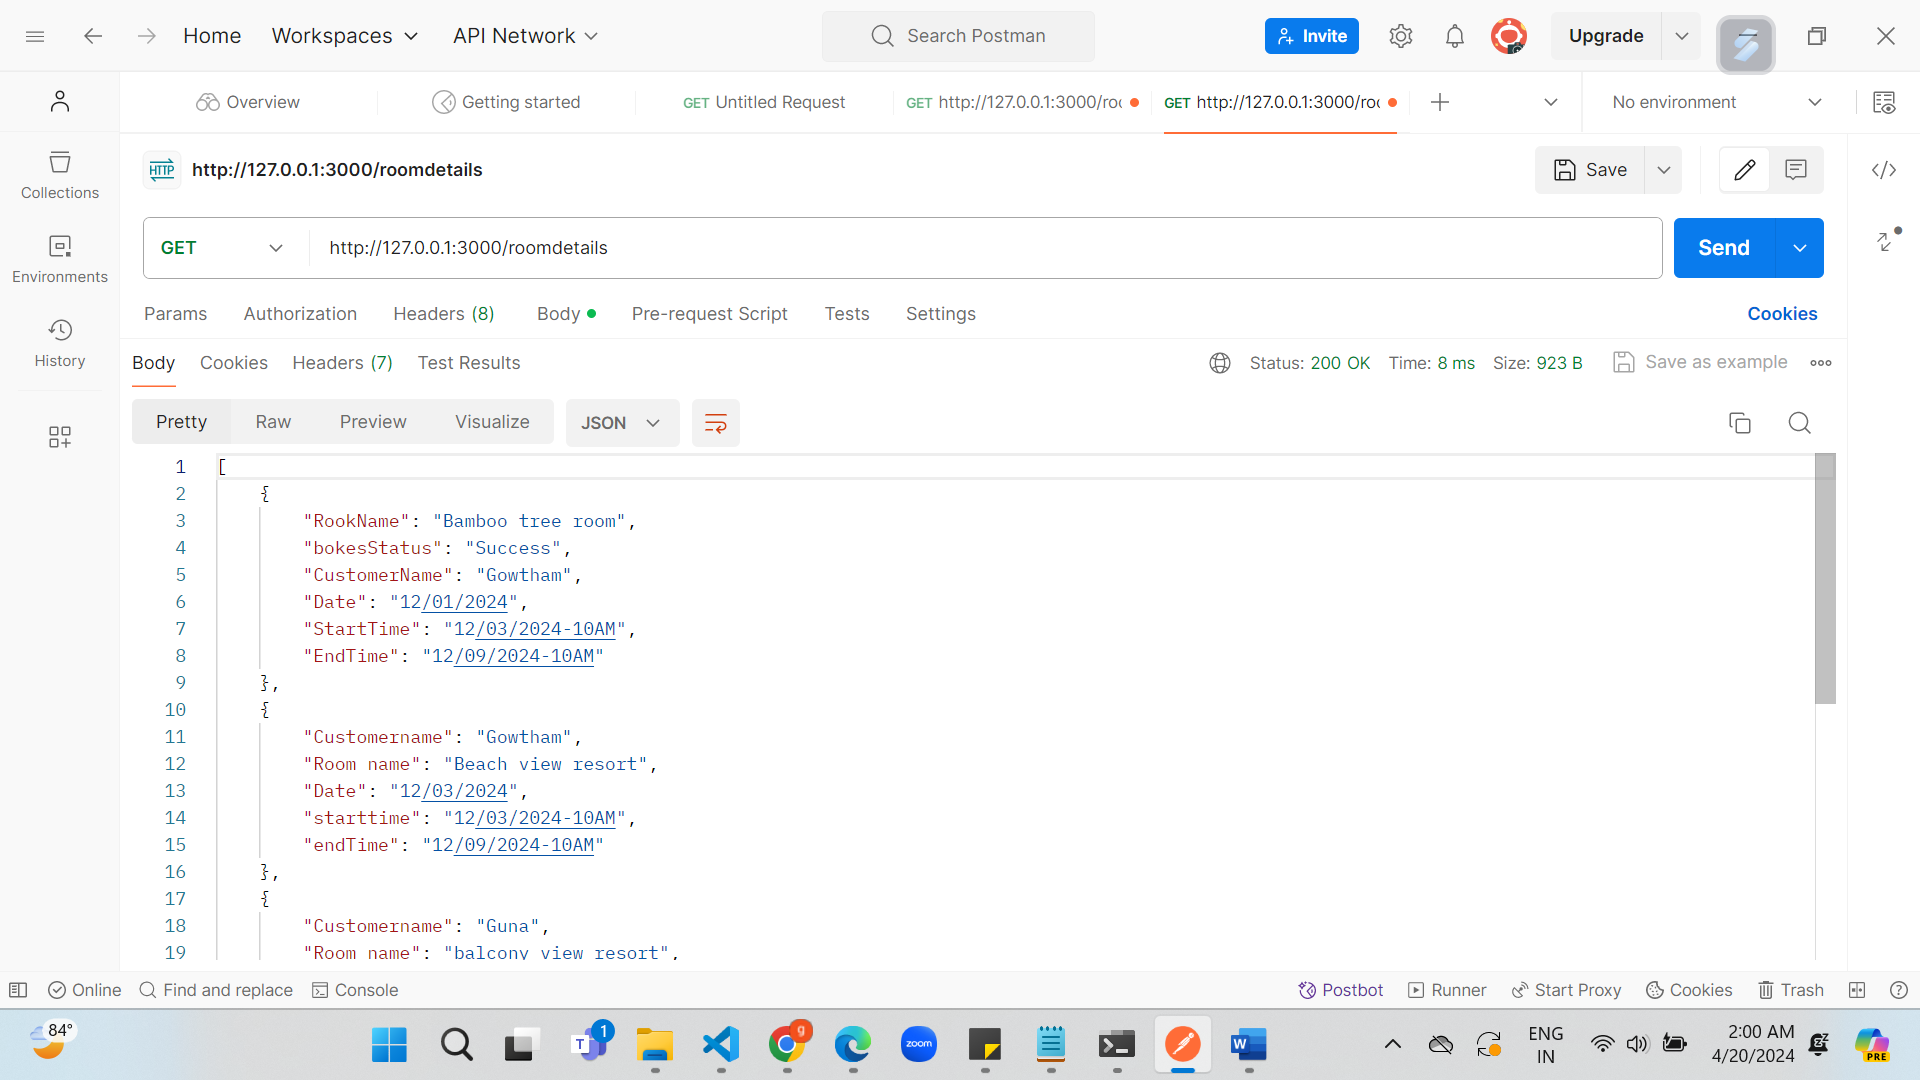 Home Workspaces API Network Search Postman Invite Upgrade
Overview Getting started GET Untitled Request GET http://127.0.0.1:3000/roo GET http://127.0.0.1:3000/roo No environment
HTTP http://127.0.0.1:3000/roomdetails Save
Collections
GET http://127.0.0.1:3000/roomdetails Send
Environments
Params Authorization Headers (8) Body Pre-request Script Tests Settings Cookies
History
Body Cookies Headers (7) Test Results Status: 200 OK Time: 8 ms Size: 923 B Save as example
Pretty Raw Preview Visualize JSON
1 [
2 {
3 "RookName": "Bamboo tree room",
4 "bokesStatus": "Success",
5 "CustomerName": "Gowtham",
6 "Date": "12/01/2024",
7 "StartTime": "12/03/2024-10AM",
8 "EndTime": "12/09/2024-10AM"
9 },
10 {
11 "Customername": "Gowtham",
12 "Room name": "Beach view resort",
13 "Date": "12/03/2024",
14 "starttime": "12/03/2024-10AM",
15 "endTime": "12/09/2024-10AM"
16 },
17 {
18 "Customername": "Guna",
19 "Room name": "balcony view resort",
Online Find and replace Console Postbot Runner Start Proxy Cookies Trash
84° T 1 g zoom W ENG 2:00 AM
IN 4/20/2024 PRE